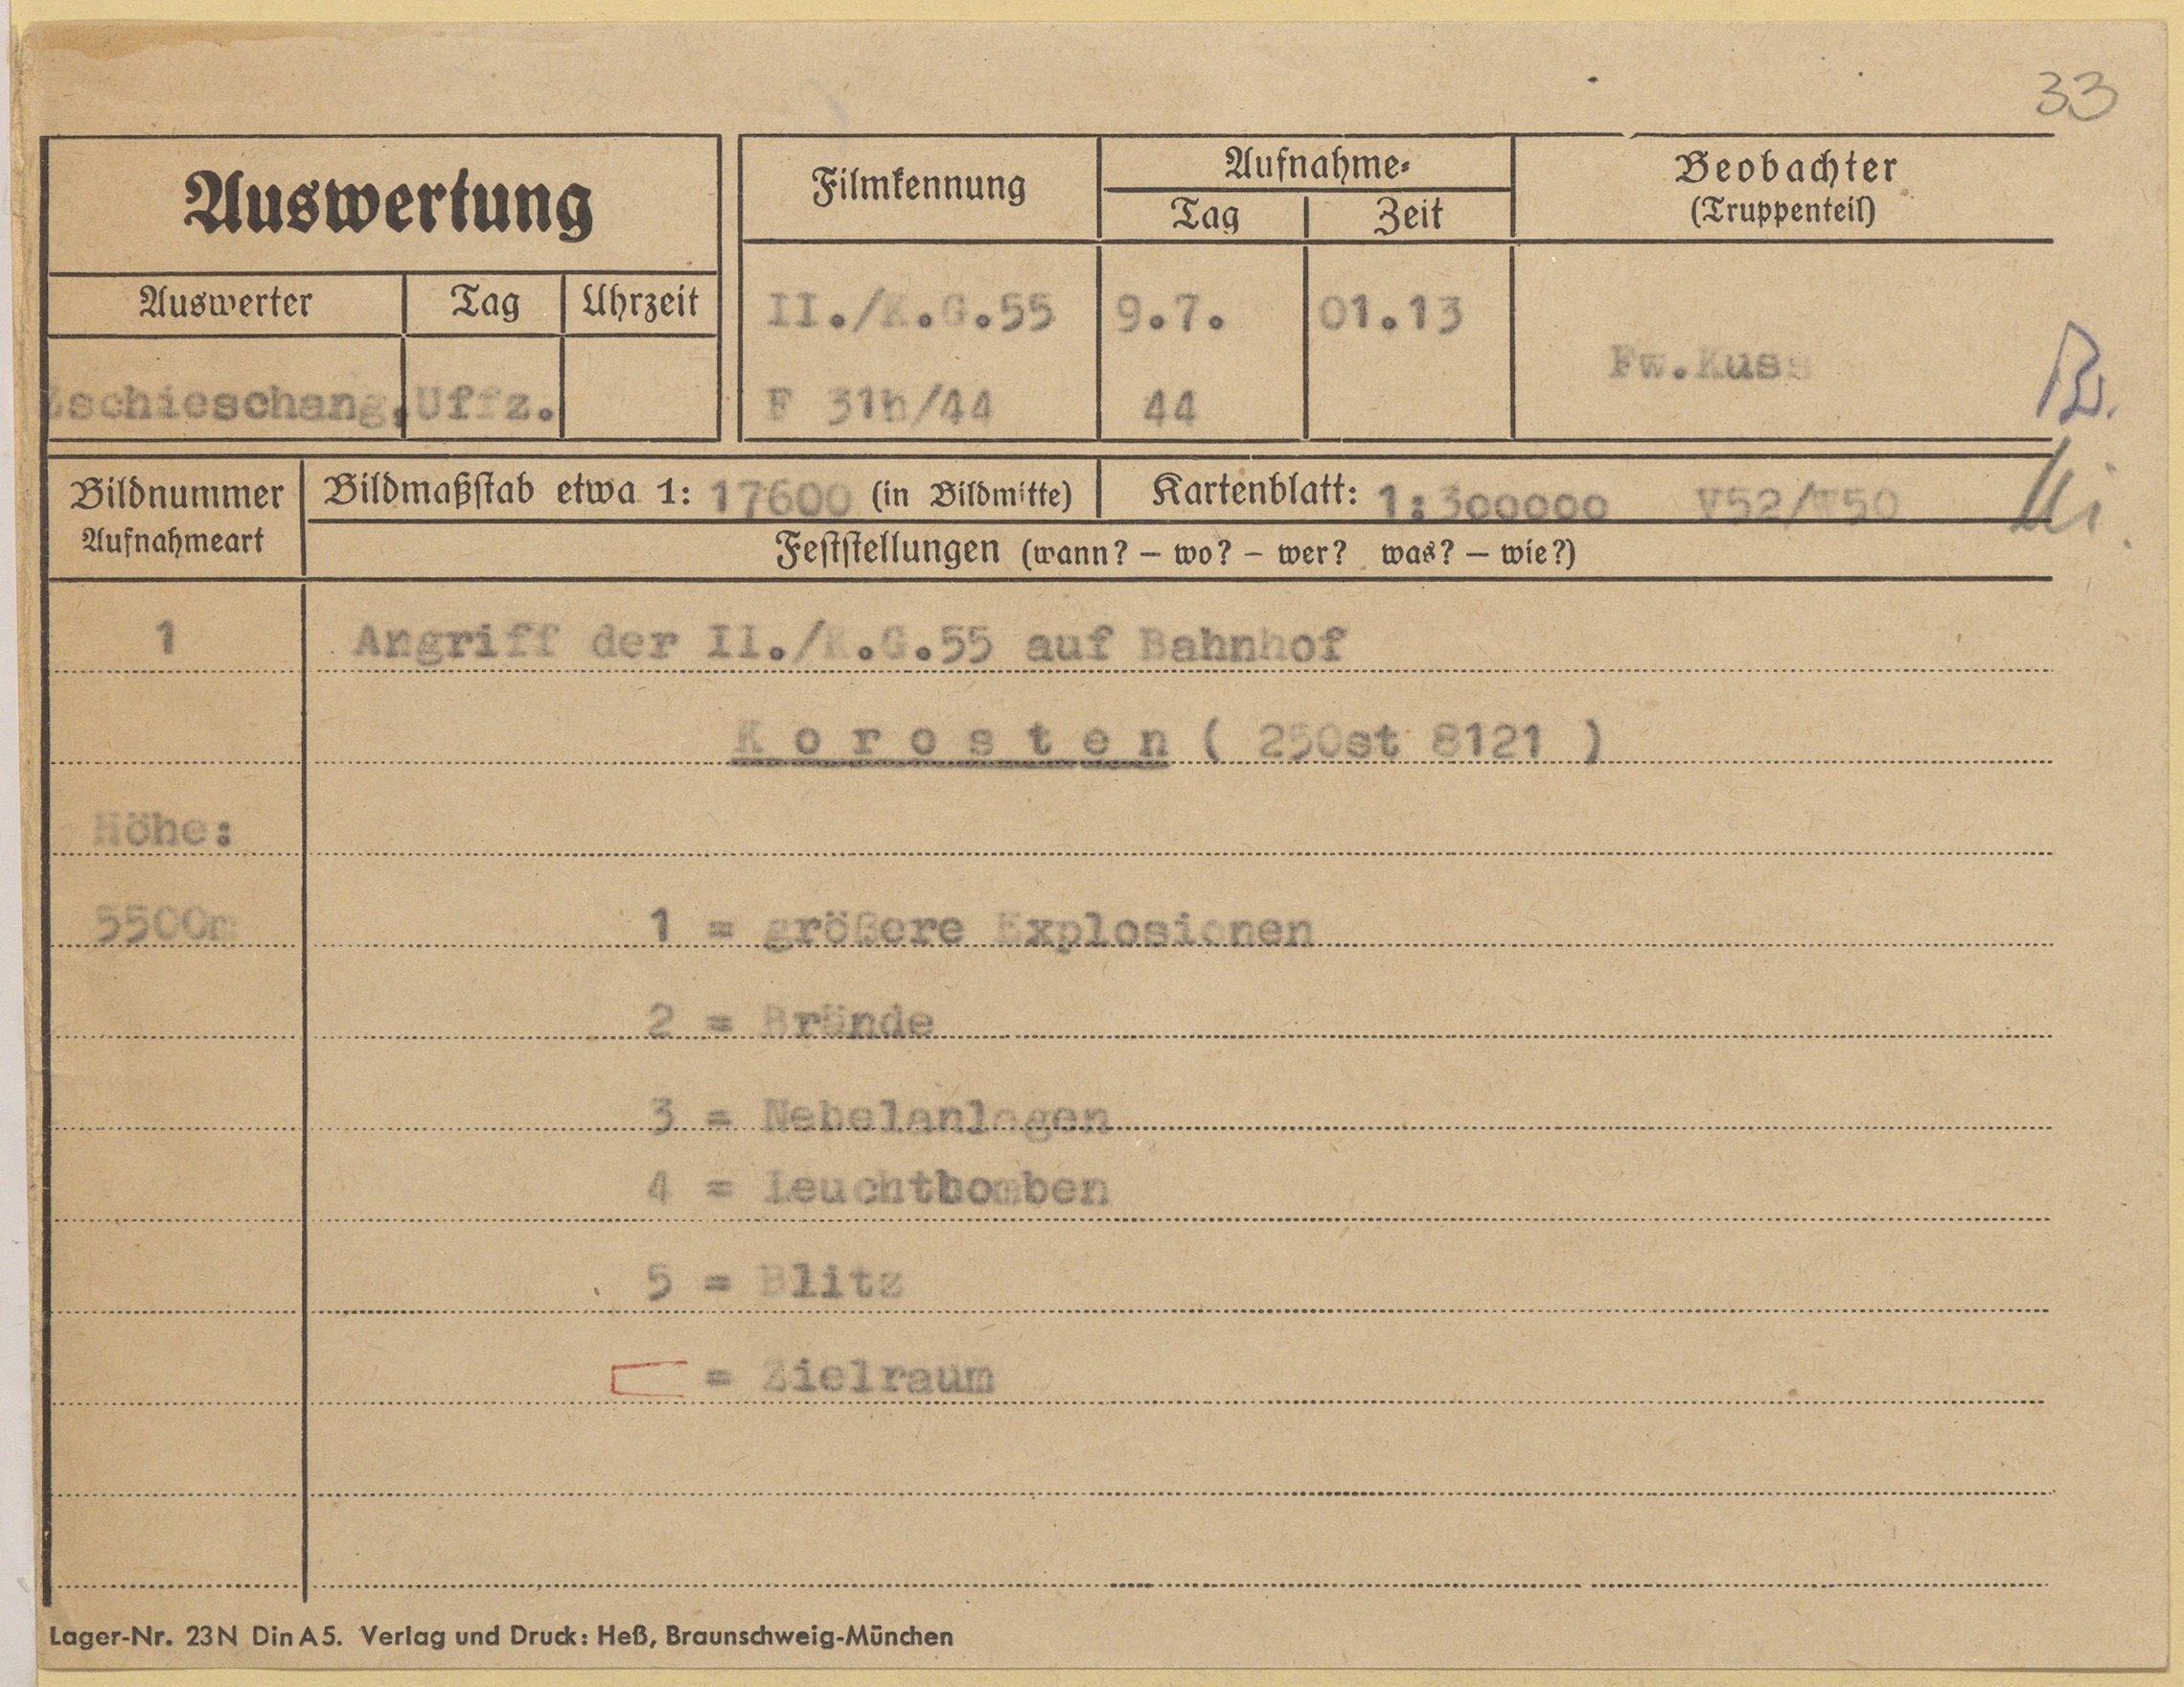 33
Auswertung
Filmkennung
Aufnahme=
Tag
Zeit
Beobachter
(Truppenteil)
Auswerter
Tag
Uhrzeit
II./K.G.55
9.7.
01.13
Fw.Kuss
Zschieschang,Uffz.
F 31b/44
44
Bildnummer
Aufnahmeart
Bildmaßstab etwa 1: 17600 (in Bildmitte)
Kartenblatt: 1:300000 V52/W50
Feststellungen (wann? – wo? – wer? was? – wie?)
1 Angriff der II./K.G.55 auf Bahnhof
K o r o s t e n ( 250st 8121 )
Höhe:
5500m 1 = größere Explosionen
2 = Brände
3 = Nebelanlagen
4 = Leuchtbomben
5 = Blitz
= Zielraum
Lager-Nr. 23N Din A5. Verlag und Druck: Heß, Braunschweig-München